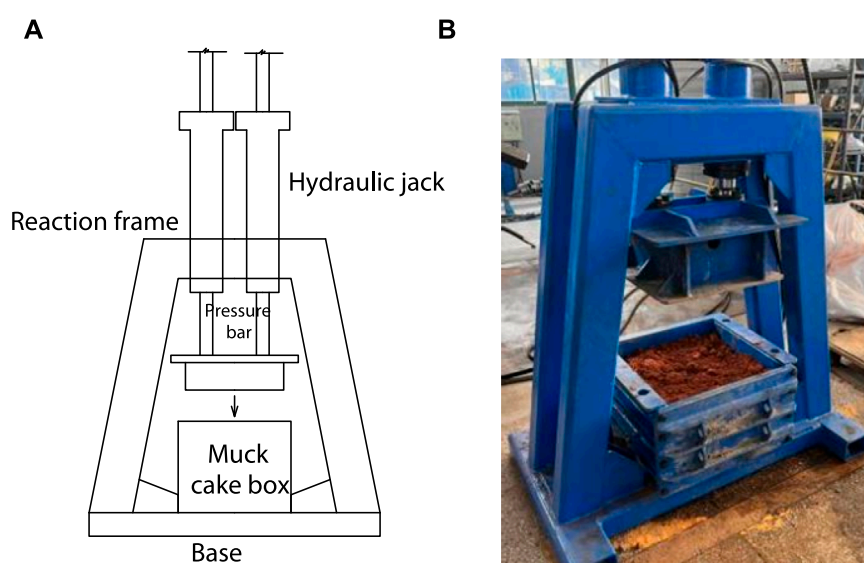 A
B
Hydraulic jack
Reaction frame
Pressure
bar
Muck
cake box
Base